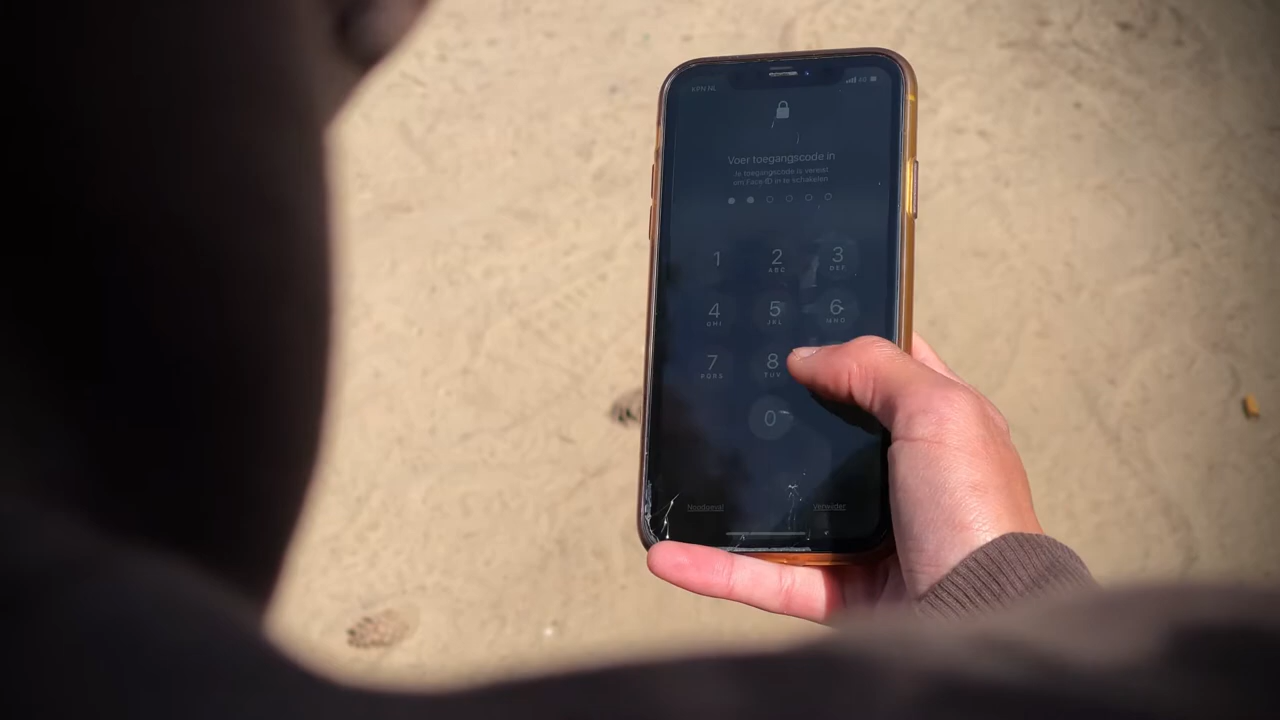 KPN NL 4G
Voer toegangscode in
Je toegangscode is vereist
om Face ID in te schakelen
1 2 3
ABC DEF
4 5 6
GHI JKL MNO
7 8
PQRS TUV
0
Noodgeval Verwijder